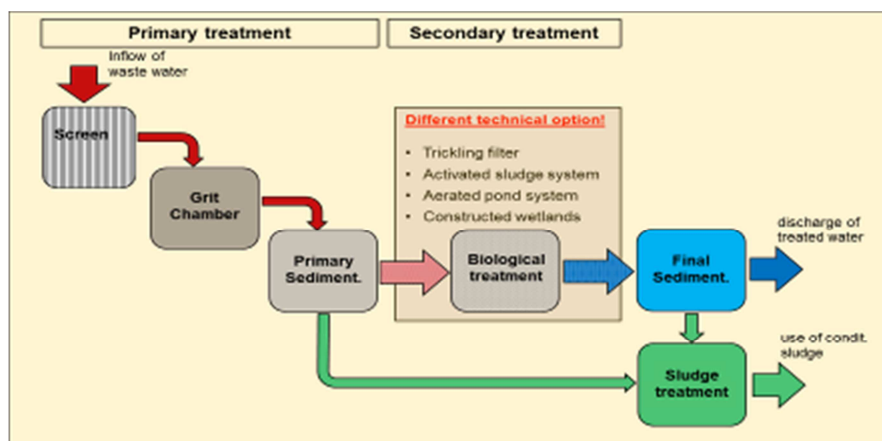 Primary treatment
Secondary treatment
Inflow of
waste water
Screen
Grit
Chamber
Primary
Sediment.
Different technical option!
• Trickling filter
• Activated sludge system
• Aerated pond system
• Constructed wetlands
Biological
treatment
Final
Sediment.
discharge of
treated water
Sludge
treatment
use of condit.
sludge